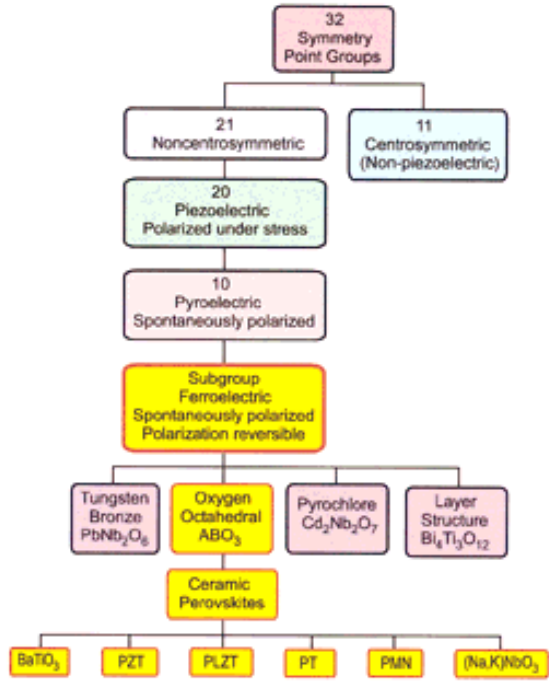 32
Symmetry
Point Groups
21
Noncentrosymmetric
11
Centrosymmetric
(Non-piezoelectric)
20
Piezoelectric
Polarized under stress
10
Pyroelectric
Spontaneously polarized
Subgroup
Ferroelectric
Spontaneously polarized
Polarization reversible
Tungsten
Bronze
PbNb₂O₆
Oxygen
Octahedral
ABO₃
Pyrochlore
Cd₂Nb₂O₇
Layer
Structure
Bi₄Ti₃O₁₂
Ceramic
Perovskites
BaTiO₃
PZT
PLZT
PT
PMN
(Na,K)NbO₃